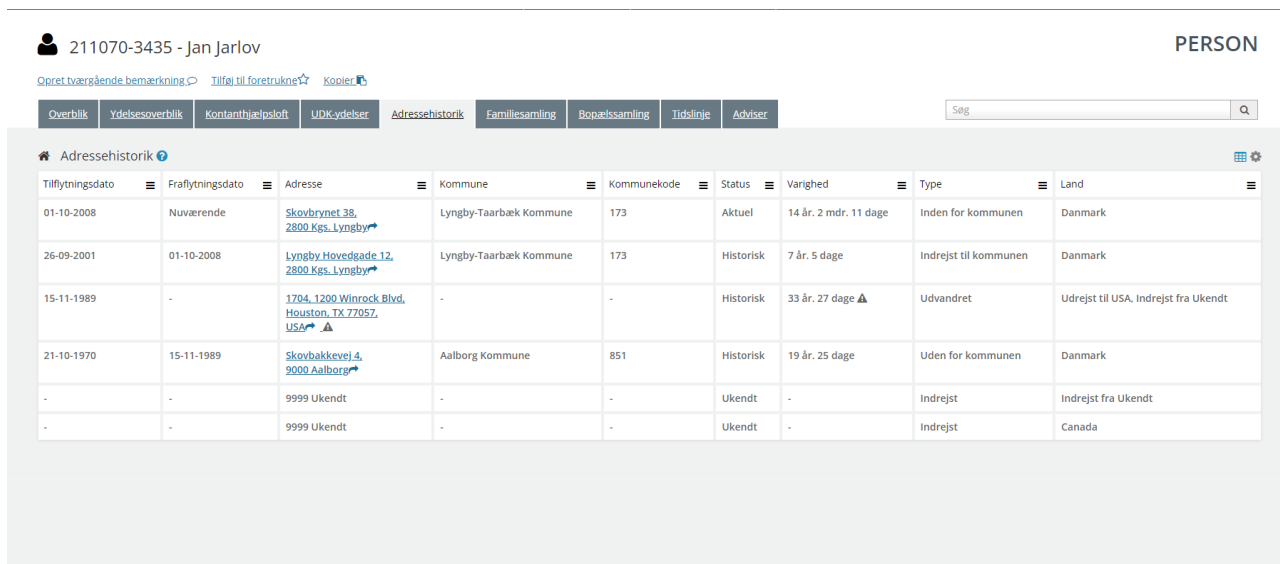 211070-3435 - Jan Jarlov
PERSON
Opret tværgående bemærkning Tilføj til foretrukne Kopier
Overblik Ydelsesoverblik Kontanthjælpsloft UDK-ydelser Adressehistorik Familiesamling Bopælssamling Tidslinje Adviser
Søg
Adressehistorik ?
Tilflytningsdato Fraflytningsdato Adresse Kommune Kommunekode Status Varighed Type Land
01-10-2008 Nuværende Skovbrynet 38, Lyngby-Taarbæk Kommune 173 Aktuel 14 år. 2 mdr. 11 dage Inden for kommunen Danmark
2800 Kgs. Lyngby
26-09-2001 01-10-2008 Lyngby Hovedgade 12, Lyngby-Taarbæk Kommune 173 Historisk 7 år. 5 dage Indrejst til kommunen Danmark
2800 Kgs. Lyngby
15-11-1989 - 1704, 1200 Winrock Blvd, - - Historisk 33 år. 27 dage Udvandret Udrejst til USA, Indrejst fra Ukendt
Houston, TX 77057,
USA
21-10-1970 15-11-1989 Skovbakkevej 4, Aalborg Kommune 851 Historisk 19 år. 25 dage Uden for kommunen Danmark
9000 Aalborg
- - 9999 Ukendt - - Ukendt - Indrejst Indrejst fra Ukendt
- - 9999 Ukendt - - Ukendt - Indrejst Canada